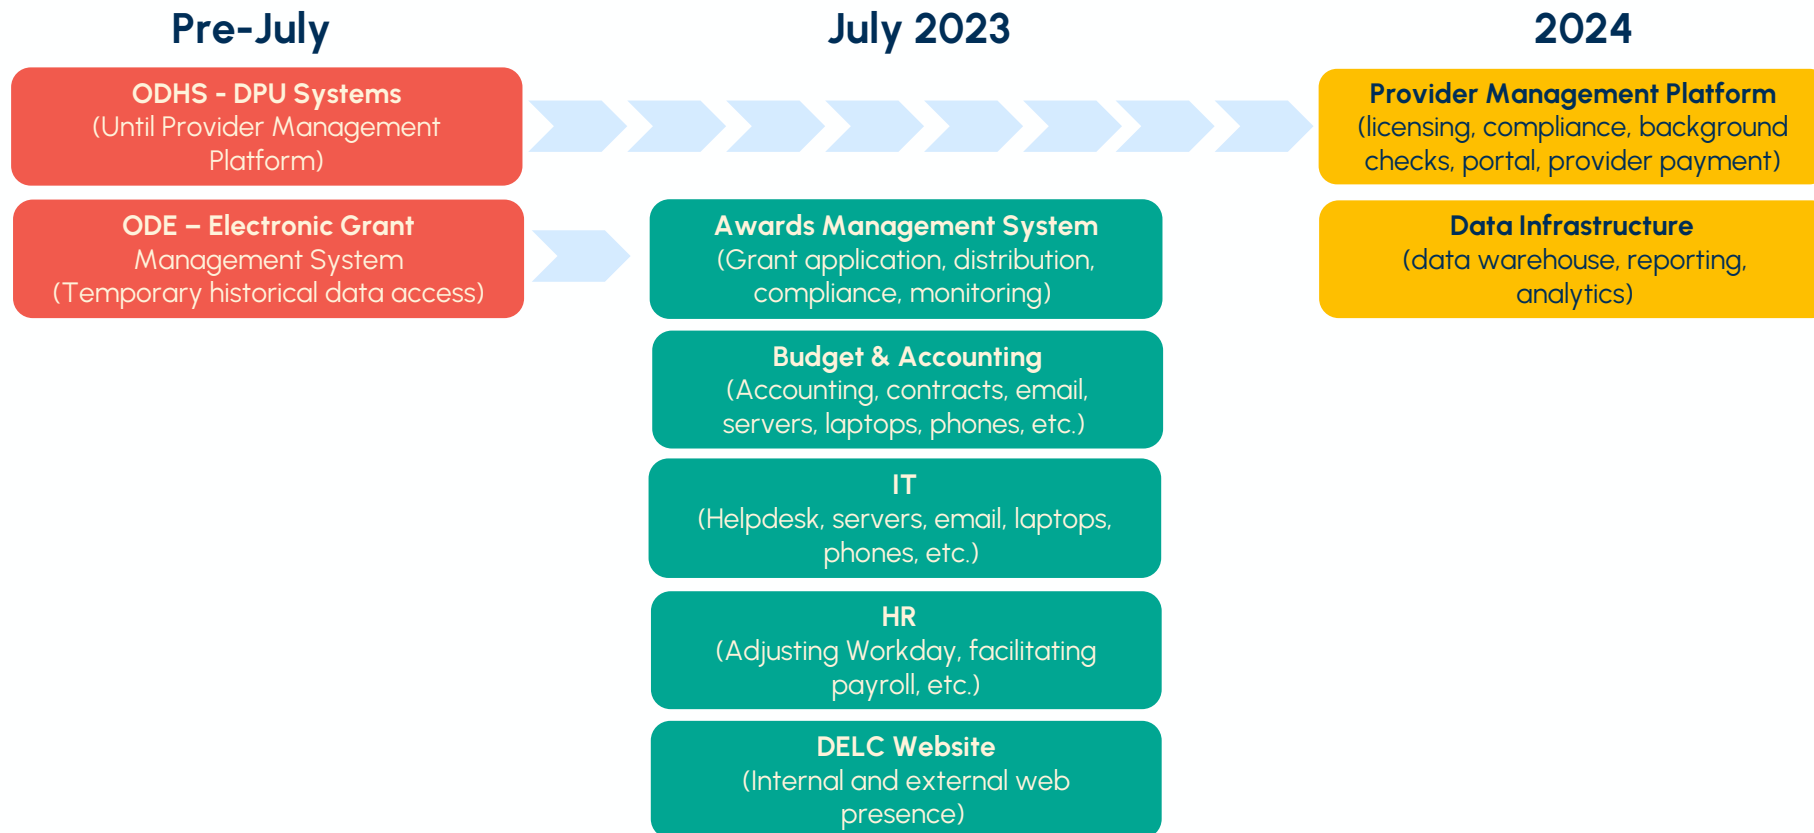 Pre-July
July 2023
2024
ODHS - DPU Systems
(Until Provider Management
Platform)
Provider Management Platform
(licensing, compliance, background
checks, portal, provider payment)
ODE – Electronic Grant
Management System
(Temporary historical data access)
Awards Management System
(Grant application, distribution,
compliance, monitoring)
Data Infrastructure
(data warehouse, reporting,
analytics)
Budget & Accounting
(Accounting, contracts, email,
servers, laptops, phones, etc.)
IT
(Helpdesk, servers, email, laptops,
phones, etc.)
HR
(Adjusting Workday, facilitating
payroll, etc.)
DELC Website
(Internal and external web
presence)